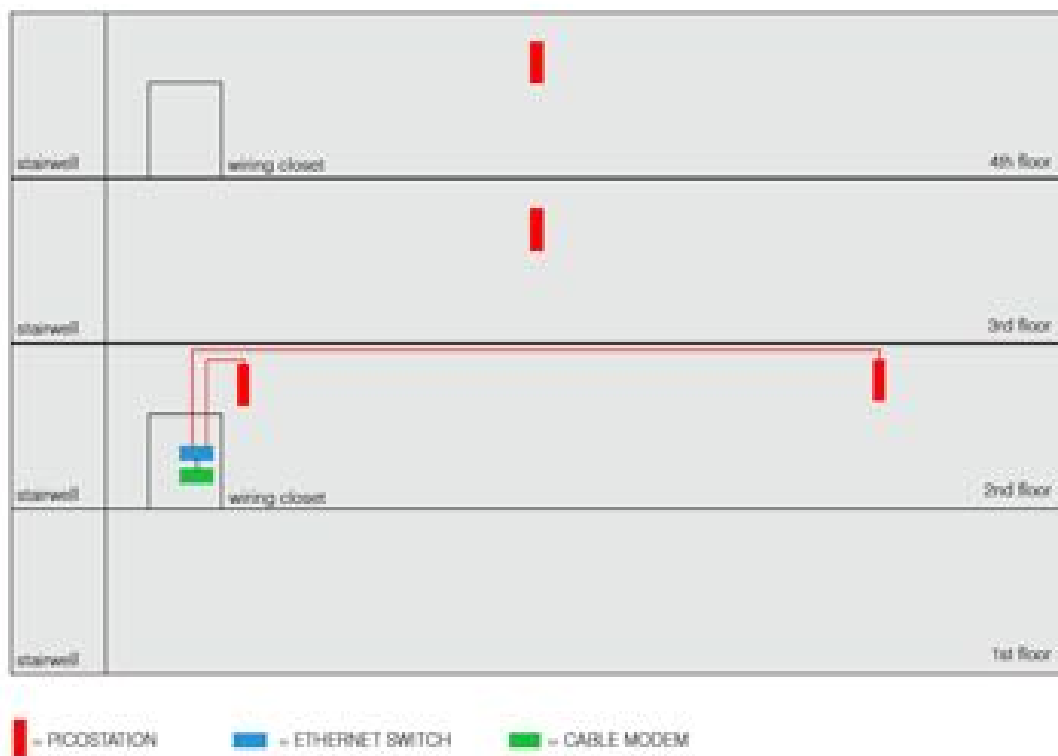 stairwell wiring closet 4th floor
stairwell 3rd floor
stairwell wiring closet 2nd floor
stairwell 1st floor
= PICOSTATION = ETHERNET SWITCH = CABLE MODEM